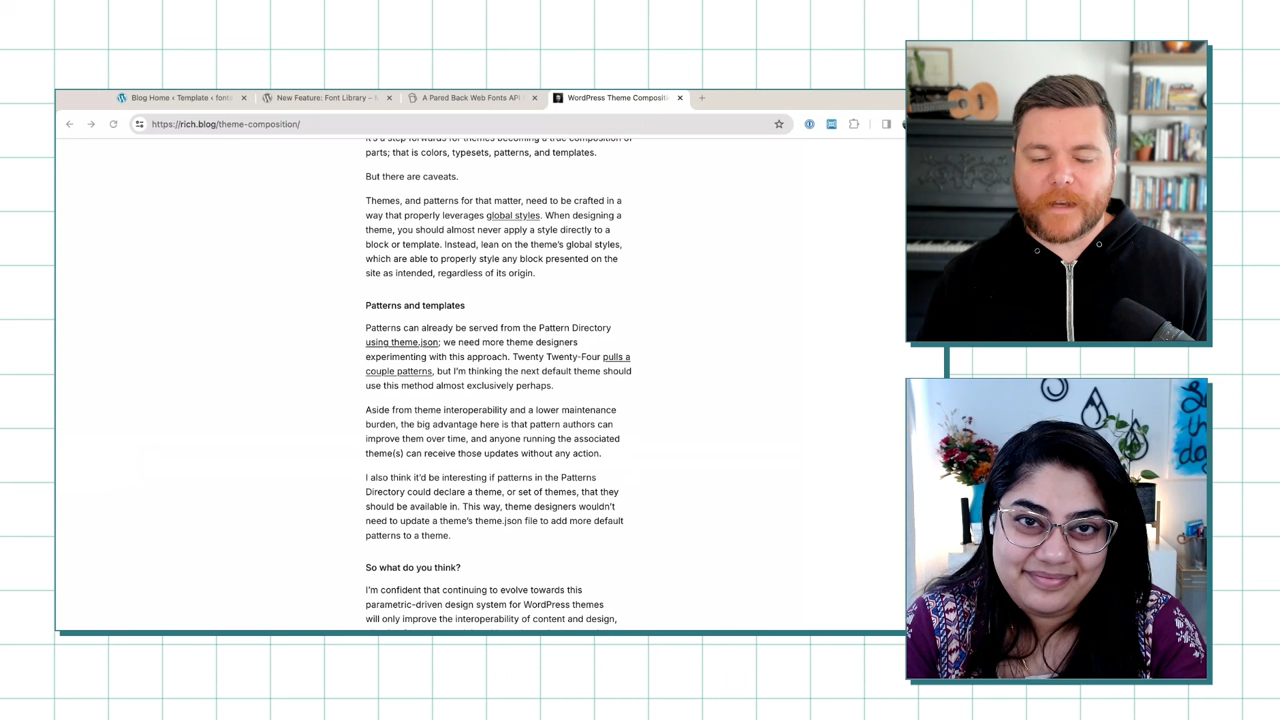 Blog Home ‹ Template ‹ fonta
New Feature: Font Library –
A Pared Back Web Fonts API
WordPress Theme Compositi
https://rich.blog/theme-composition/
It's a step forwards for themes becoming a true composition of
parts; that is colors, typesets, patterns, and templates.
But there are caveats.
Themes, and patterns for that matter, need to be crafted in a
way that properly leverages global styles. When designing a
theme, you should almost never apply a style directly to a
block or template. Instead, lean on the theme's global styles,
which are able to properly style any block presented on the
site as intended, regardless of its origin.
Patterns and templates
Patterns can already be served from the Pattern Directory
using theme.json; we need more theme designers
experimenting with this approach. Twenty Twenty-Four pulls a
couple patterns, but I'm thinking the next default theme should
use this method almost exclusively perhaps.
Aside from theme interoperability and a lower maintenance
burden, the big advantage here is that pattern authors can
improve them over time, and anyone running the associated
theme(s) can receive those updates without any action.
I also think it'd be interesting if patterns in the Patterns
Directory could declare a theme, or set of themes, that they
should be available in. This way, theme designers wouldn't
need to update a theme's theme.json file to add more default
patterns to a theme.
So what do you think?
I'm confident that continuing to evolve towards this
parametric-driven design system for WordPress themes
will only improve the interoperability of content and design,